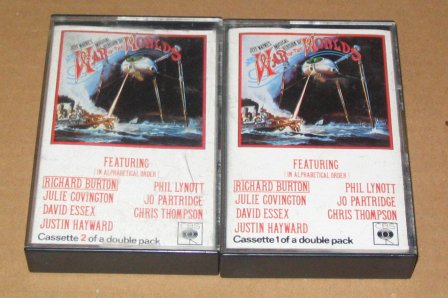 JEFF WAYNE'S MUSICAL VERSION OF
THE WAR OF THE WORLDS
FEATURING
(IN ALPHABETICAL ORDER)
RICHARD BURTON
JULIE COVINGTON
DAVID ESSEX
JUSTIN HAYWARD
PHIL LYNOTT
JO PARTRIDGE
CHRIS THOMPSON
Cassette 2 of a double pack
JEFF WAYNE'S MUSICAL VERSION OF
THE WAR OF THE WORLDS
FEATURING
(IN ALPHABETICAL ORDER)
RICHARD BURTON
JULIE COVINGTON
DAVID ESSEX
JUSTIN HAYWARD
PHIL LYNOTT
JO PARTRIDGE
CHRIS THOMPSON
Cassette 1 of a double pack